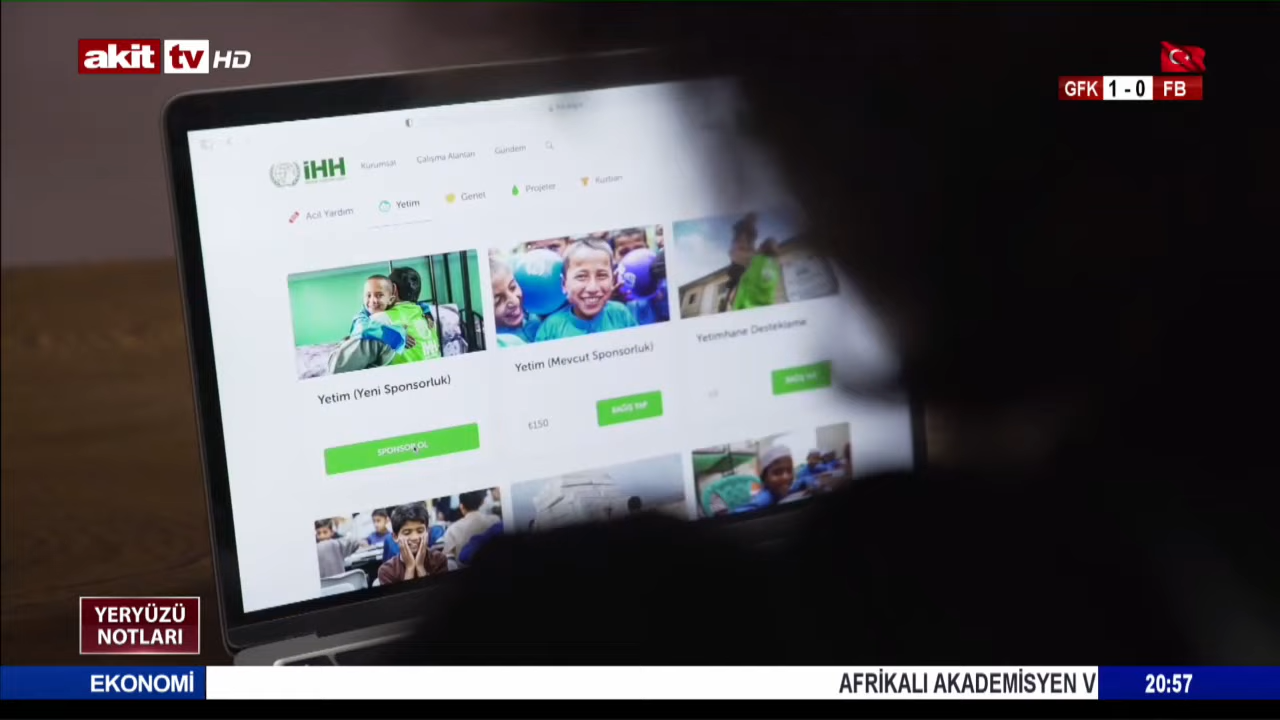 akit tv HD
GFK 1 - 0 FB
iHH
Kurumsal Çalışma Alanları Gündem
Acil Yardım Yetim Genel Projeler Kurban
Yetim (Yeni Sponsorluk)
Yetim (Mevcut Sponsorluk)
Yetimhane Destekleme
SPONSOR OL
₺150
BAĞIŞ YAP
BAĞIŞ YAP
YERYÜZÜ
NOTLARI
EKONOMİ
AFRİKALI AKADEMİSYEN V
20:57